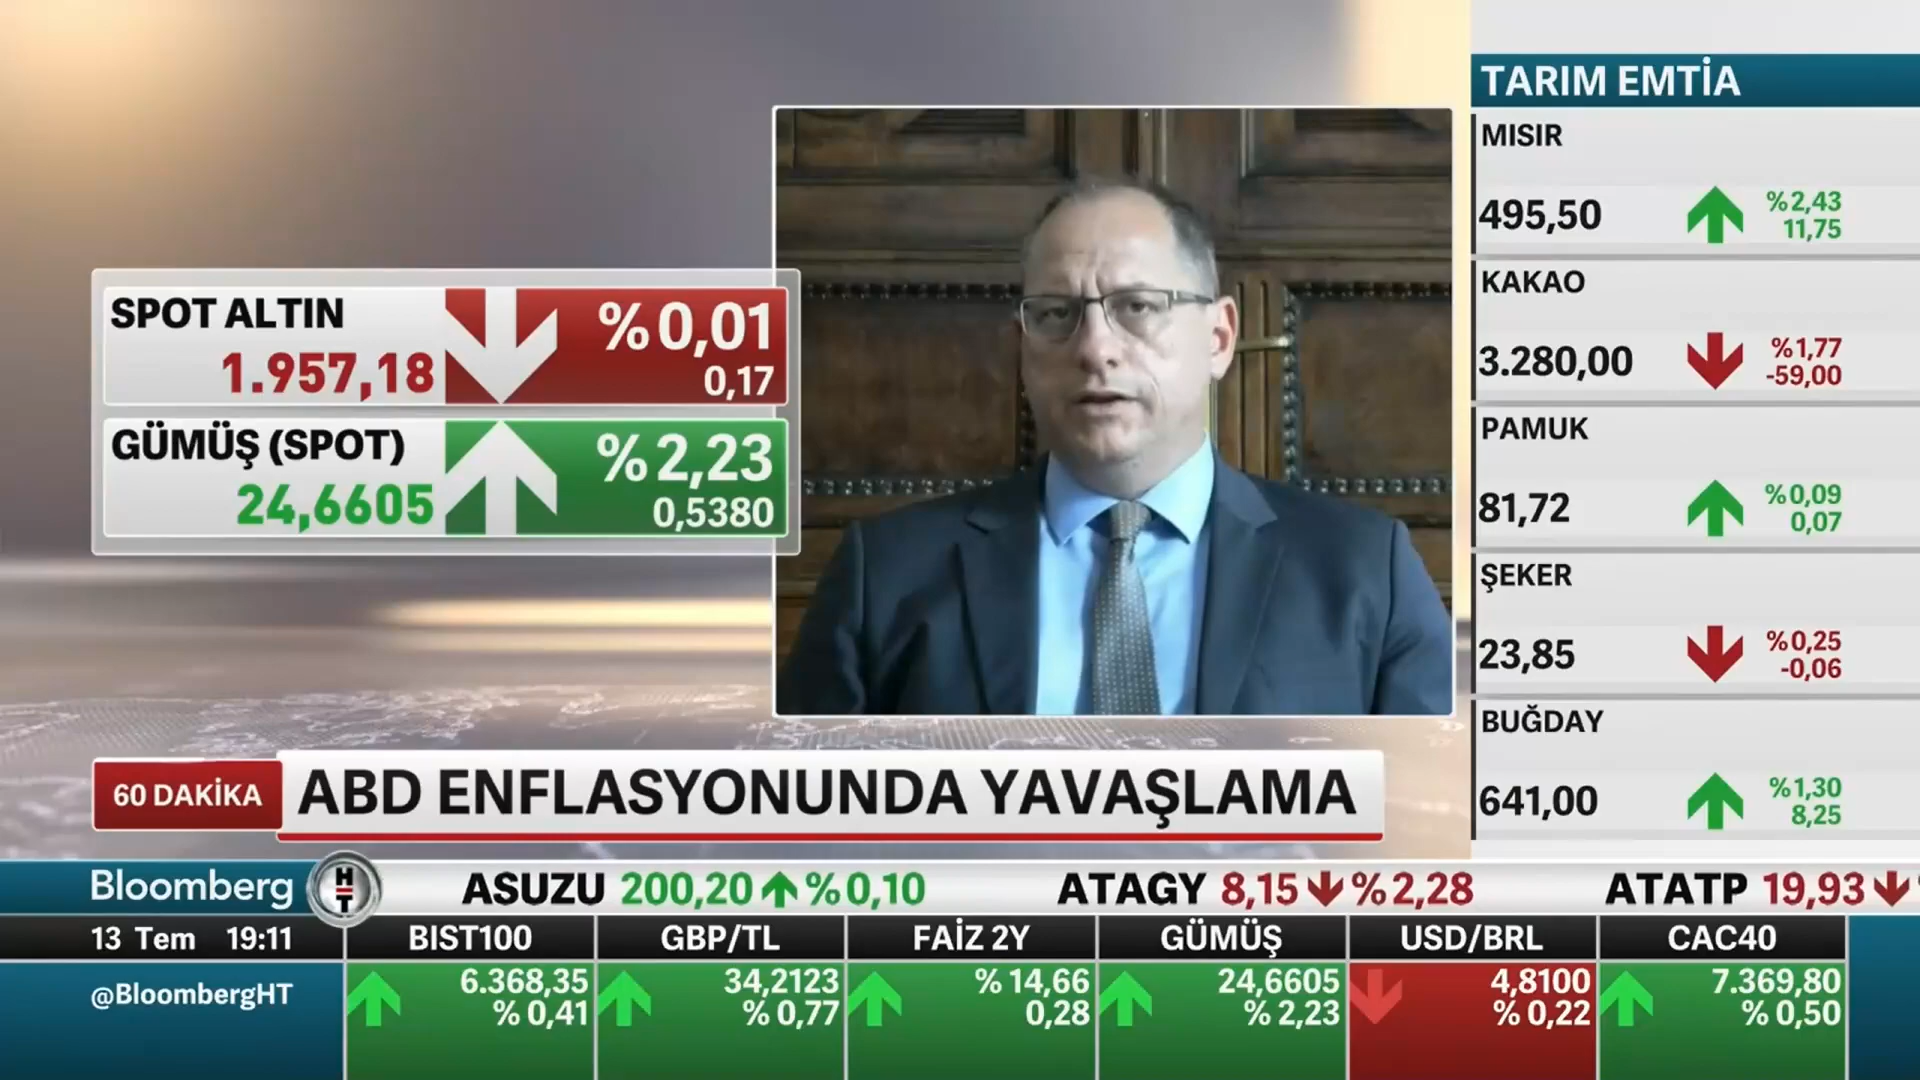 TARIM EMTİA
MISIR
495,50
%2,43
11,75
KAKAO
3.280,00
%1,77
-59,00
PAMUK
81,72
%0,09
0,07
ŞEKER
23,85
%0,25
-0,06
BUĞDAY
641,00
%1,30
8,25
SPOT ALTIN
1.957,18
%0,01
0,17
GÜMÜŞ (SPOT)
24,6605
%2,23
0,5380
60 DAKİKA
ABD ENFLASYONUNDA YAVAŞLAMA
Bloomberg HT
ASUZU 200,20 %0,10 ATAGY 8,15 %2,28 ATATP 19,93
13 Tem 19:11
@BloombergHT
BIST100
6.368,35
% 0,41
GBP/TL
34,2123
% 0,77
FAİZ 2Y
% 14,66
0,28
GÜMÜŞ
24,6605
% 2,23
USD/BRL
4,8100
% 0,22
CAC40
7.369,80
% 0,50